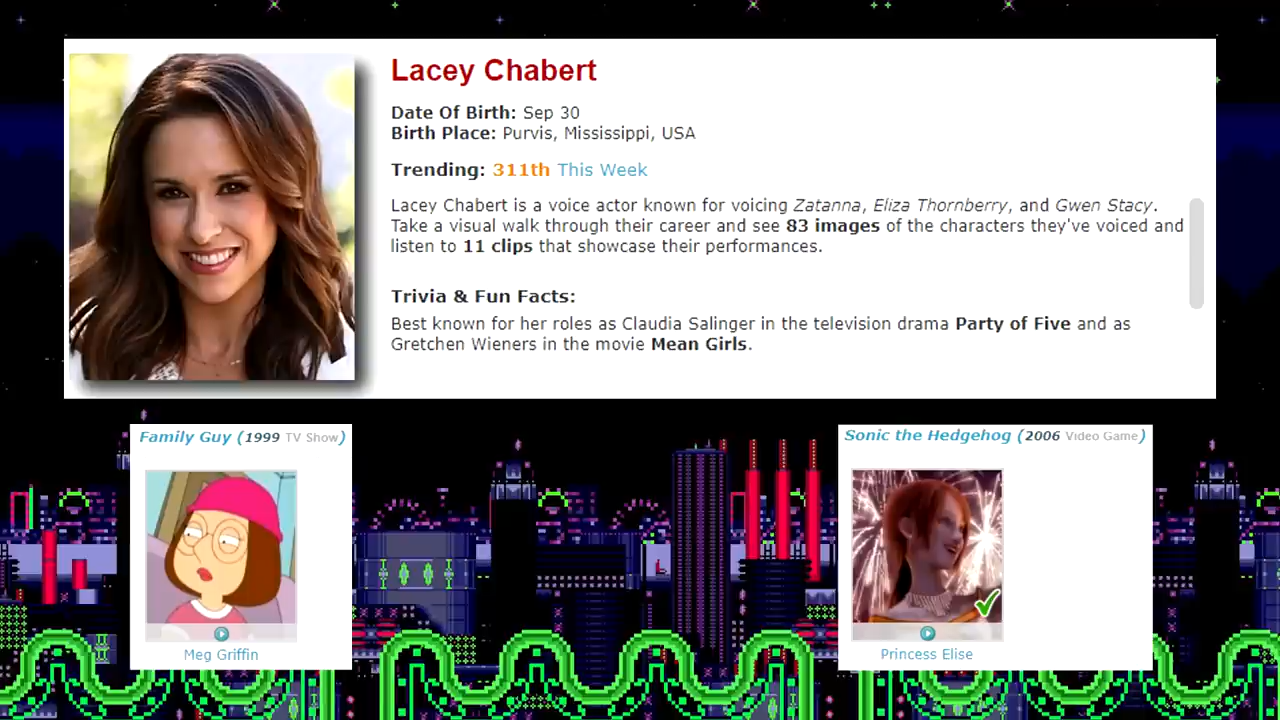 Lacey Chabert
Date Of Birth: Sep 30
Birth Place: Purvis, Mississippi, USA
Trending: 311th This Week
Lacey Chabert is a voice actor known for voicing Zatanna, Eliza Thornberry, and Gwen Stacy.
Take a visual walk through their career and see 83 images of the characters they've voiced and
listen to 11 clips that showcase their performances.
Trivia & Fun Facts:
Best known for her roles as Claudia Salinger in the television drama Party of Five and as
Gretchen Wieners in the movie Mean Girls.
Family Guy (1999 TV Show)
Meg Griffin
Sonic the Hedgehog (2006 Video Game)
Princess Elise